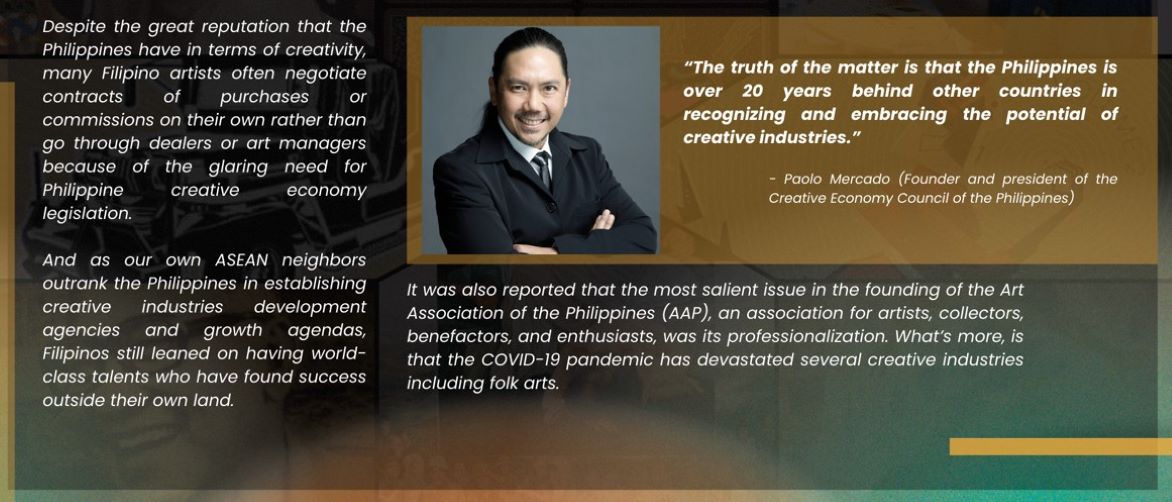 Despite the great reputation that the
Philippines have in terms of creativity,
many Filipino artists often negotiate
contracts of purchases or
commissions on their own rather than
go through dealers or art managers
because of the glaring need for
Philippine creative economy
legislation.
And as our own ASEAN neighbors
outrank the Philippines in establishing
creative industries development
agencies and growth agendas,
Filipinos still leaned on having world-
class talents who have found success
outside their own land.
“The truth of the matter is that the Philippines is
over 20 years behind other countries in
recognizing and embracing the potential of
creative industries.”
- Paolo Mercado (Founder and president of the
Creative Economy Council of the Philippines)
It was also reported that the most salient issue in the founding of the Art
Association of the Philippines (AAP), an association for artists, collectors,
benefactors, and enthusiasts, was its professionalization. What’s more, is
that the COVID-19 pandemic has devastated several creative industries
including folk arts.